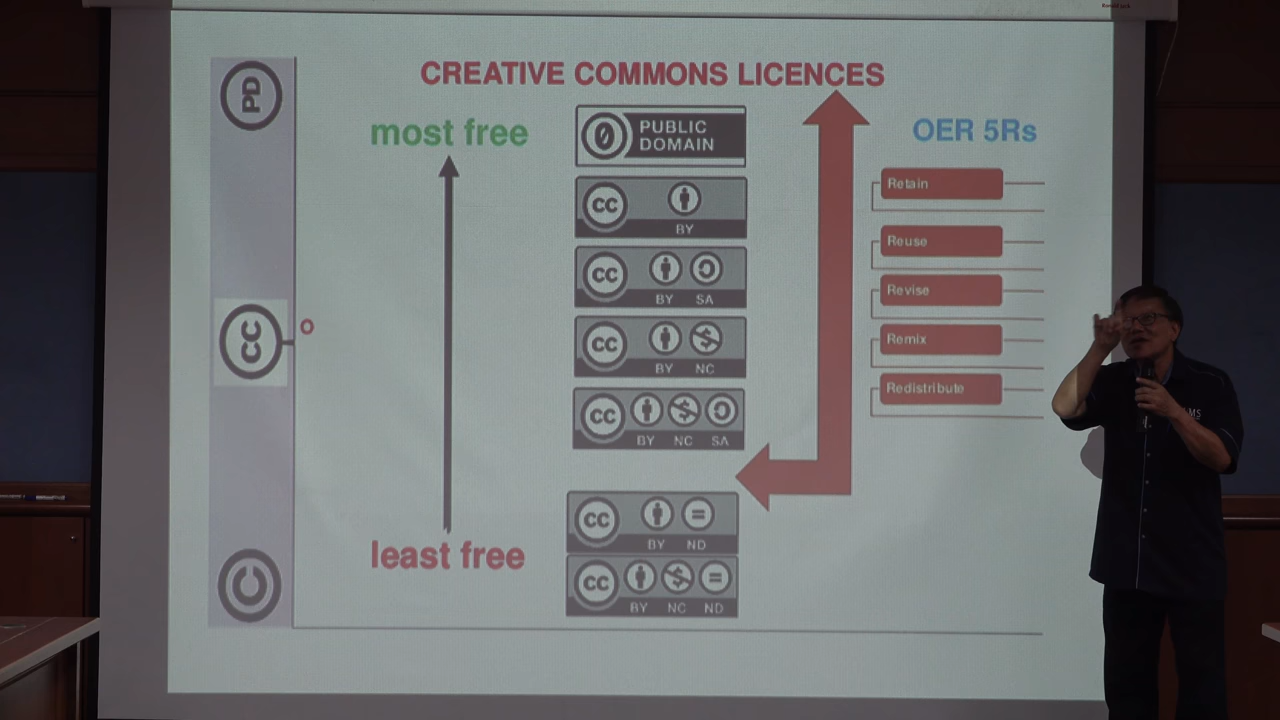 CREATIVE COMMONS LICENCES
PD
most free
PUBLIC
DOMAIN
OER 5Rs
Retain
CC
BY
Reuse
CC
BY SA
Revise
CC
CC
BY NC
Remix
CC
BY NC SA
Redistribute
CC
BY ND
least free
C
CC
BY NC ND
MS